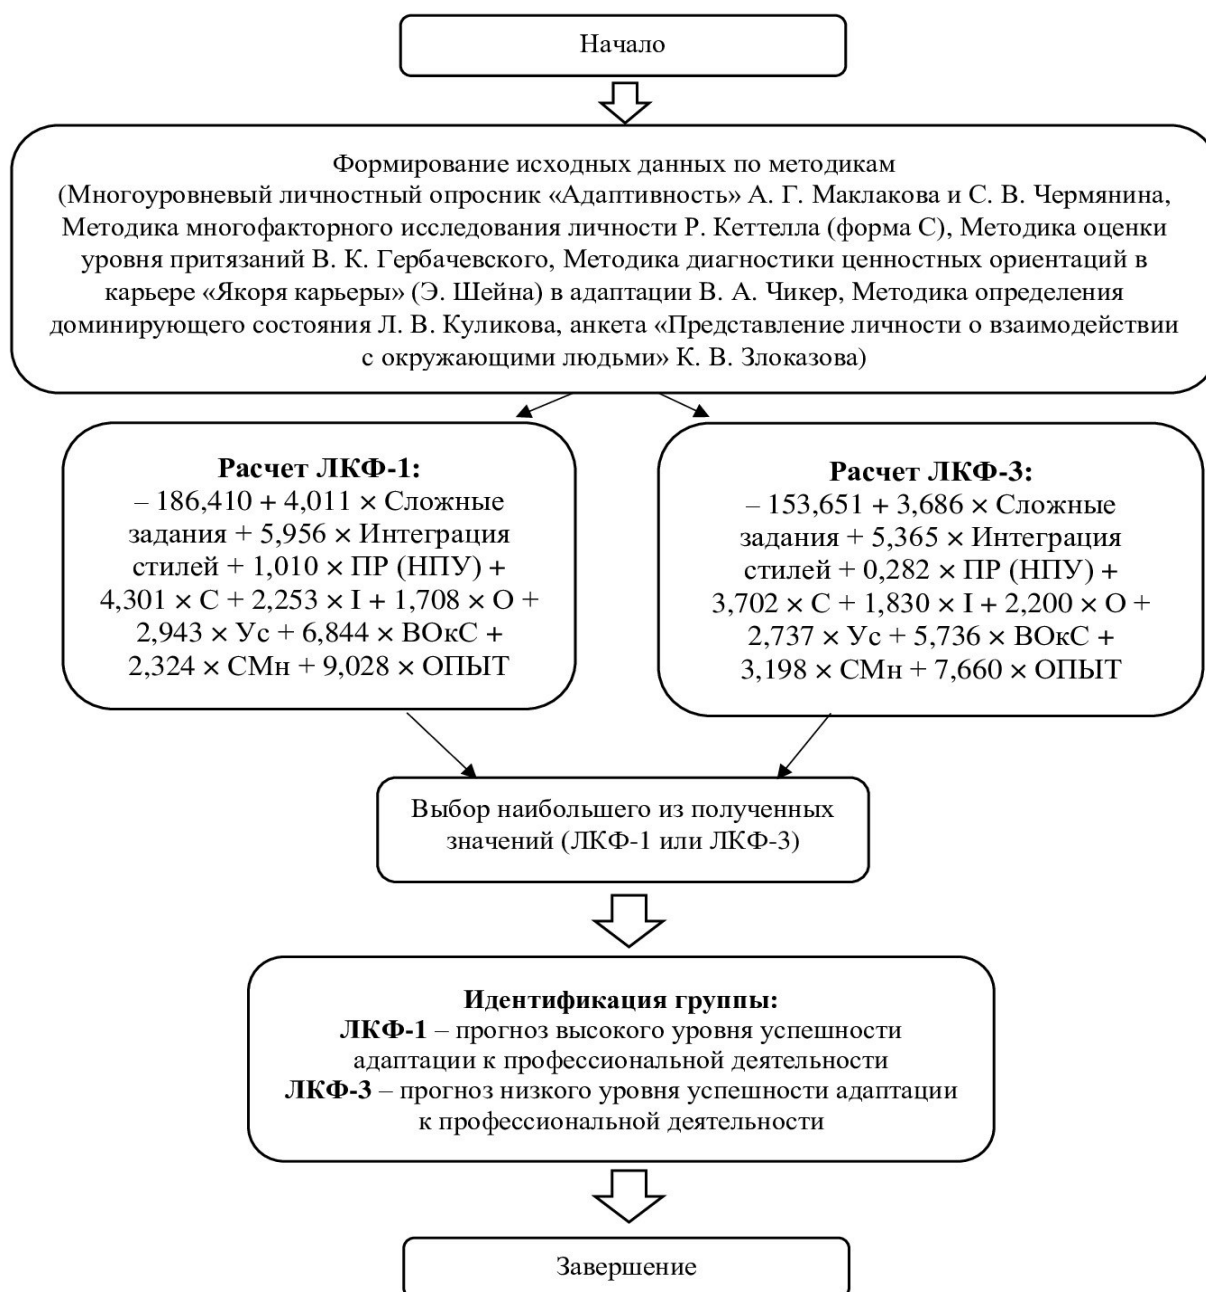 Начало
Формирование исходных данных по методикам
(Многоуровневый личностный опросник «Адаптивность» А. Г. Маклакова и С. В. Чермянина,
Методика многофакторного исследования личности Р. Кеттелла (форма С), Методика оценки
уровня притязаний В. К. Гербачевского, Методика диагностики ценностных ориентаций в
карьере «Якоря карьеры» (Э. Шейна) в адаптации В. А. Чикер, Методика определения
доминирующего состояния Л. В. Куликова, анкета «Представление личности о взаимодействии
с окружающими людьми» К. В. Злоказова)
Расчет ЛКФ-1:
– 186,410 + 4,011 × Сложные
задания + 5,956 × Интеграция
стилей + 1,010 × ПР (НПУ) +
4,301 × С + 2,253 × I + 1,708 × О +
2,943 × Ус + 6,844 × ВОкС +
2,324 × СМн + 9,028 × ОПЫТ
Расчет ЛКФ-3:
– 153,651 + 3,686 × Сложные
задания + 5,365 × Интеграция
стилей + 0,282 × ПР (НПУ) +
3,702 × С + 1,830 × I + 2,200 × О +
2,737 × Ус + 5,736 × ВОкС +
3,198 × СМн + 7,660 × ОПЫТ
Выбор наибольшего из полученных
значений (ЛКФ-1 или ЛКФ-3)
Идентификация группы:
ЛКФ-1 – прогноз высокого уровня успешности
адаптации к профессиональной деятельности
ЛКФ-3 – прогноз низкого уровня успешности адаптации
к профессиональной деятельности
Завершение